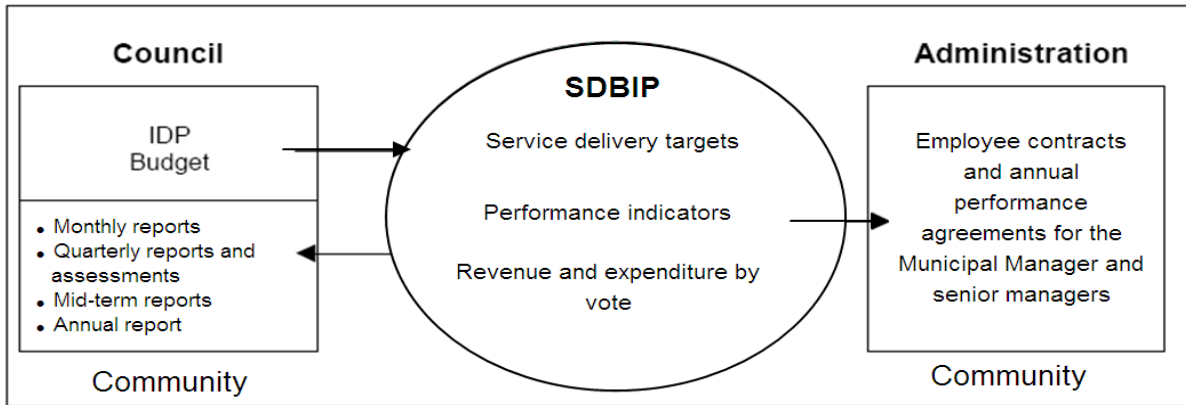 Council
IDP
Budget
• Monthly reports
• Quarterly reports and
assessments
• Mid-term reports
• Annual report
Community
SDBIP
Service delivery targets
Performance indicators
Revenue and expenditure by
vote
Administration
Employee contracts
and annual
performance
agreements for the
Municipal Manager and
senior managers
Community